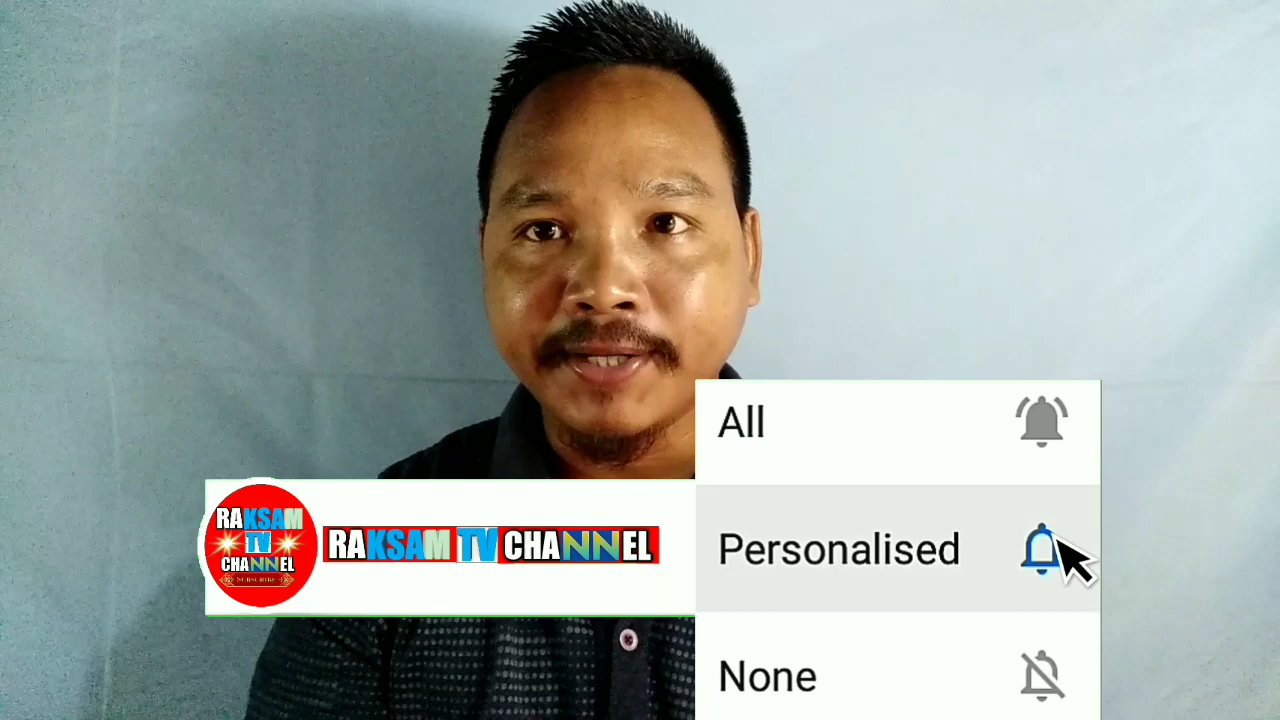 All
RAKSAM
TV
CHANNEL
SUBSCRIBE
RAKSAM TV CHANNEL
Personalised
None